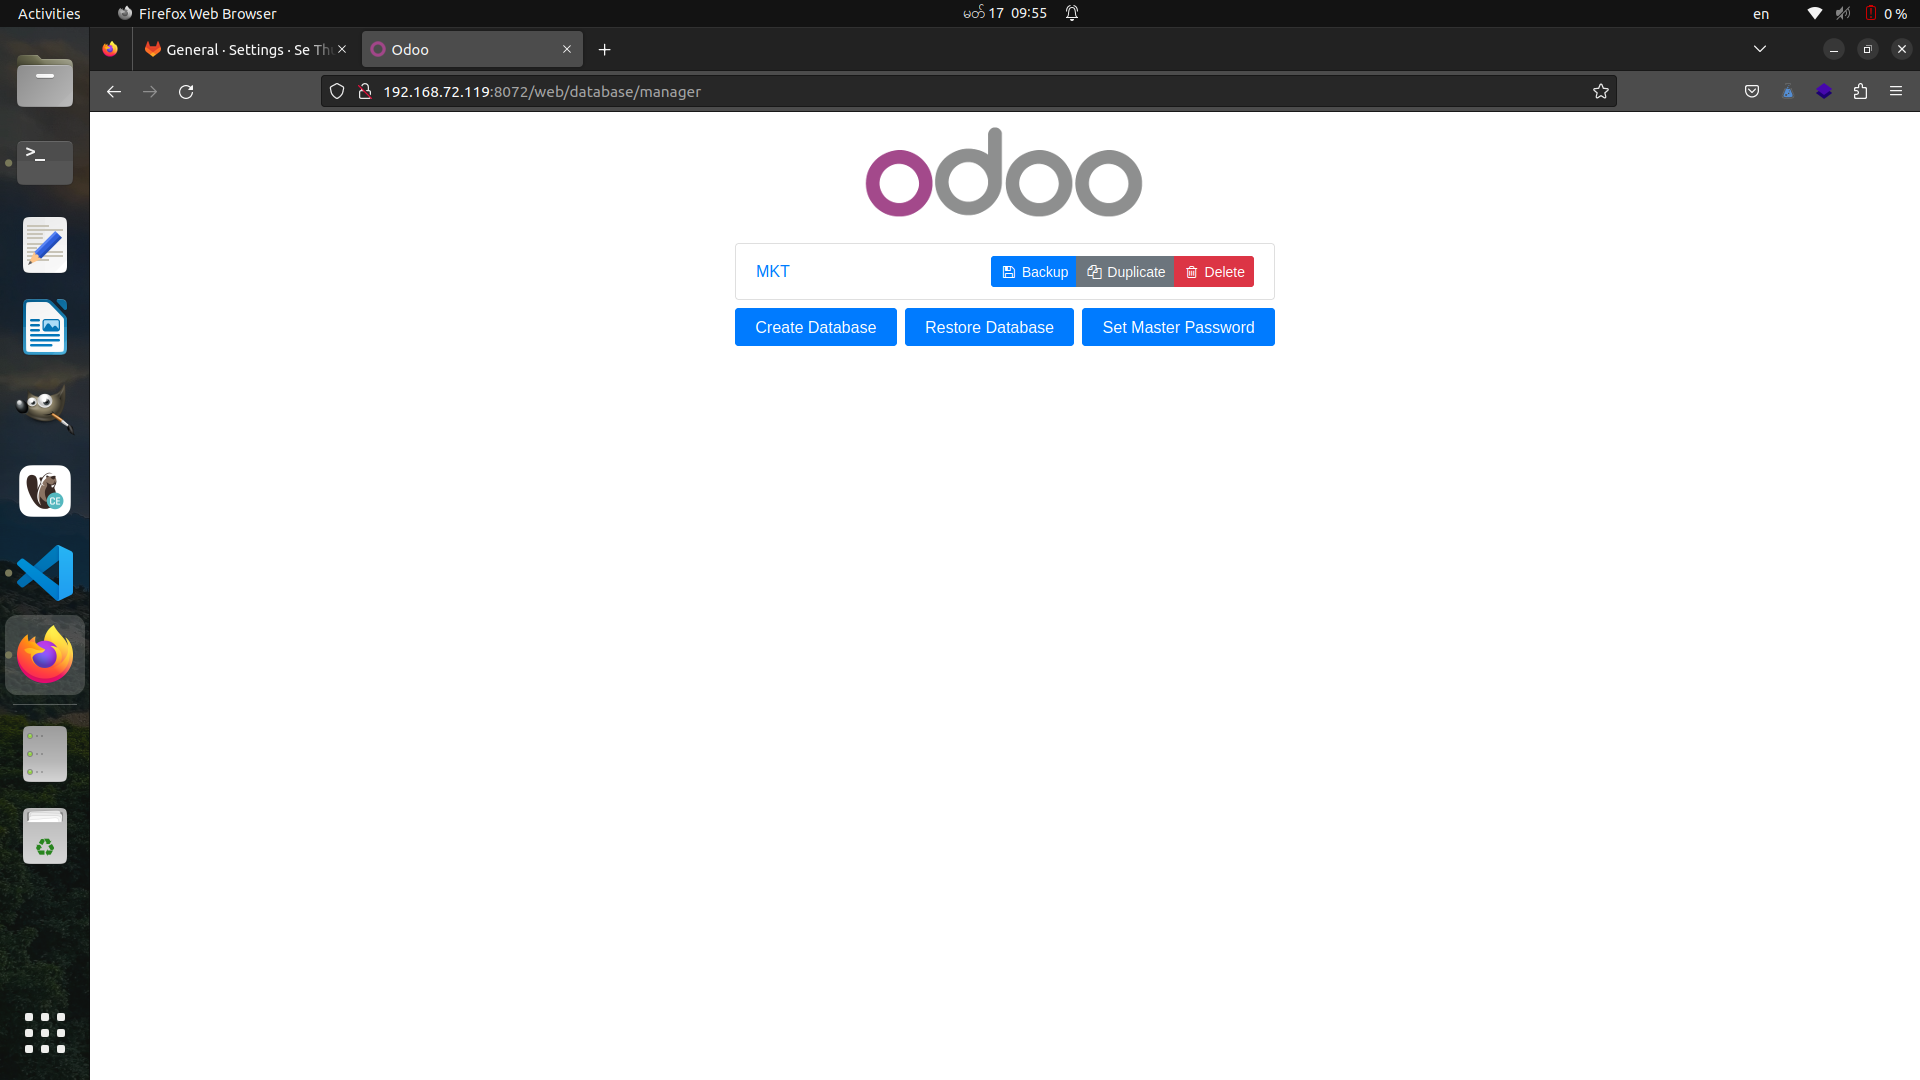 Activities
Firefox Web Browser
မတ် 17 09:55
en
0 %
General · Settings · Se Th
Odoo
192.168.72.119:8072/web/database/manager
odoo
MKT
Backup
Duplicate
Delete
Create Database
Restore Database
Set Master Password
>_
CE